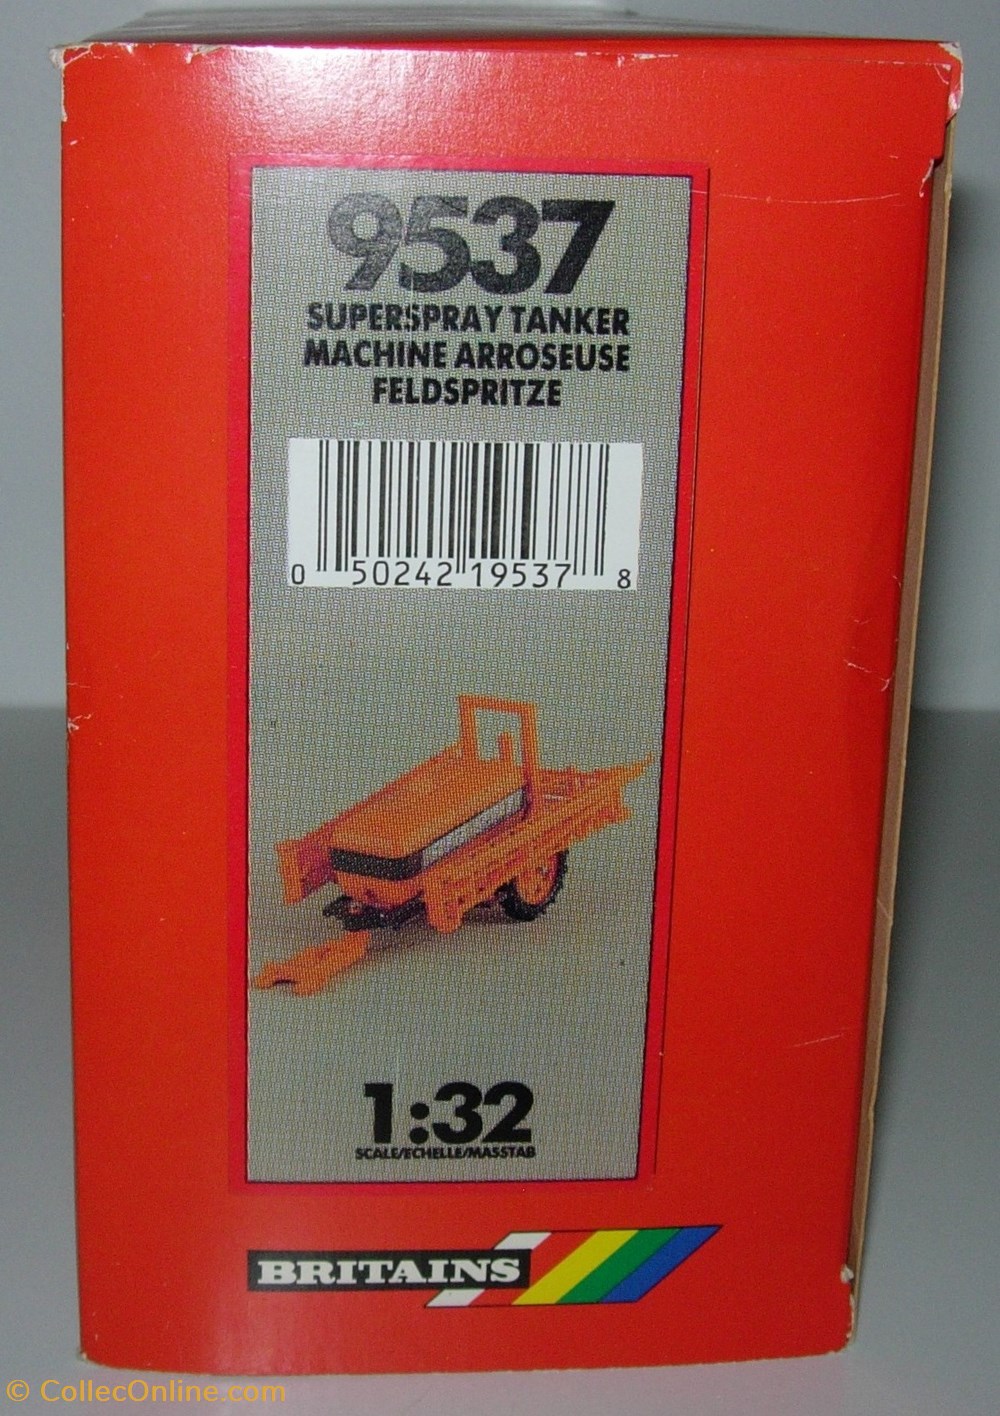 9537
SUPERSPRAY TANKER
MACHINE ARROSEUSE
FELDSPRITZE
0 50242 19537 8
1:32
SCALE/ECHELLE/MASSTAB
BRITAINS
© CollecOnline.com